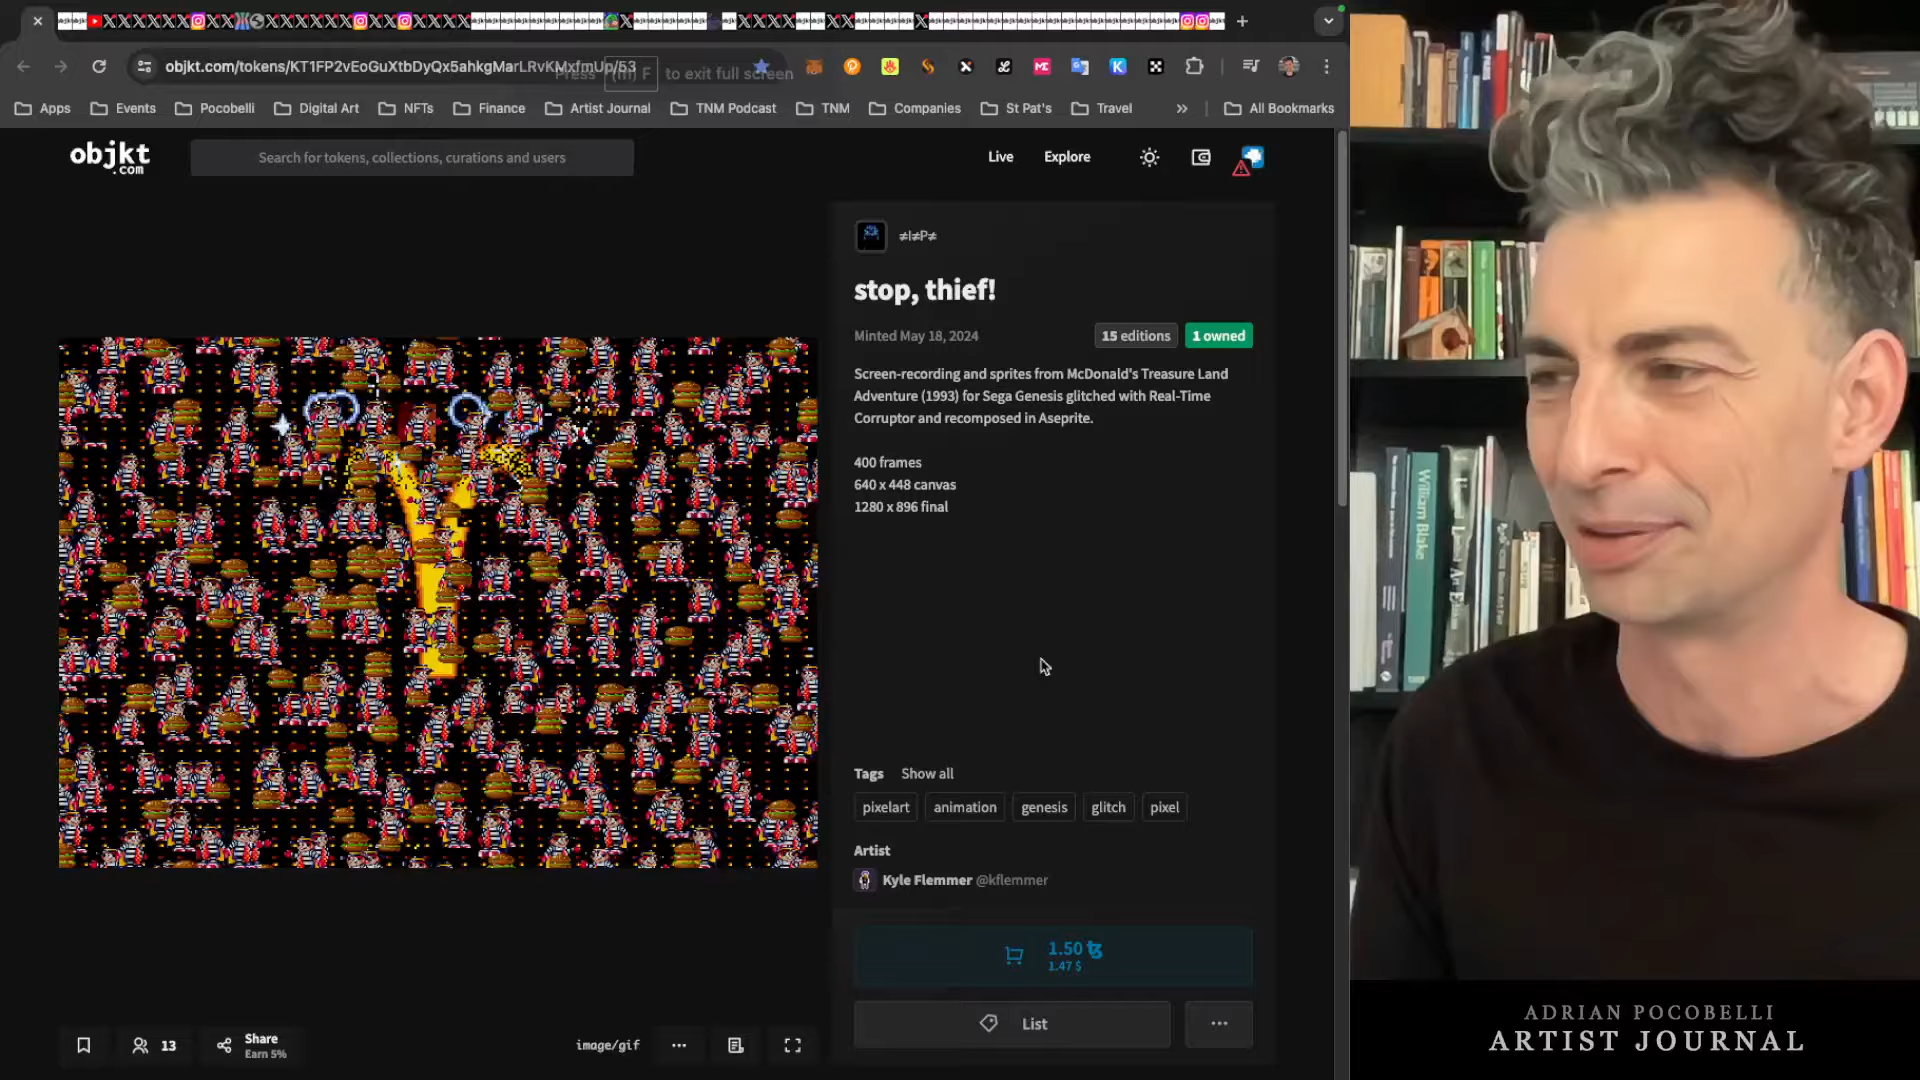 objkt.com/tokens/KT1FP2vEoGuXtbDyQx5ahkgMarLRvKMxfmUp/53
Press (fn) F to exit full screen
Apps
Events
Pocobelli
Digital Art
NFTs
Finance
Artist Journal
TNM Podcast
TNM
Companies
St Pat's
Travel
»
All Bookmarks
objkt
.com
Search for tokens, collections, curations and users
Live
Explore
≠I≠P≠
stop, thief!
Minted May 18, 2024
15 editions
1 owned
Screen-recording and sprites from McDonald's Treasure Land
Adventure (1993) for Sega Genesis glitched with Real-Time
Corruptor and recomposed in Aseprite.
400 frames
640 x 448 canvas
1280 x 896 final
Tags Show all
pixelart
animation
genesis
glitch
pixel
Artist
Kyle Flemmer @kflemmer
1.50
1.47 $
List
13
Share
Earn 5%
image/gif
William Blake
ADRIAN POCOBELLI
ARTIST JOURNAL